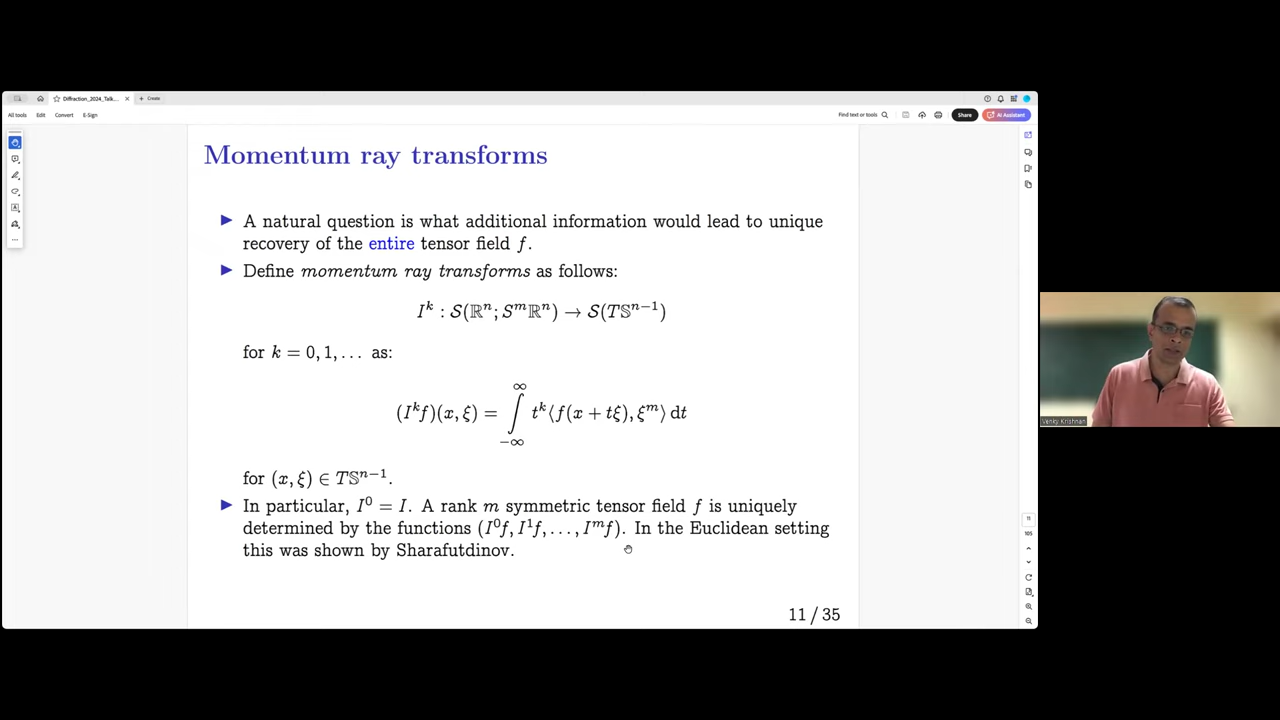 Diffraction_2024_Talk...
Create
All tools Edit Convert E-Sign
Find text or tools
Share
AI Assistant
Momentum ray transforms
▶ A natural question is what additional information would lead to unique
recovery of the entire tensor field f.
▶ Define momentum ray transforms as follows:
I^k : 𝒮(ℝ^n; S^mℝ^n) → 𝒮(T𝕊^{n−1})
for k = 0, 1, . . . as:
(I^k f)(x, ξ) = ∫_{−∞}^{∞} t^k⟨f(x + tξ), ξ^m⟩ dt
for (x, ξ) ∈ T𝕊^{n−1}.
▶ In particular, I^0 = I. A rank m symmetric tensor field f is uniquely
determined by the functions (I^0 f, I^1 f, . . . , I^m f). In the Euclidean setting
this was shown by Sharafutdinov.
11 / 35
11
105
Venky Krishnan